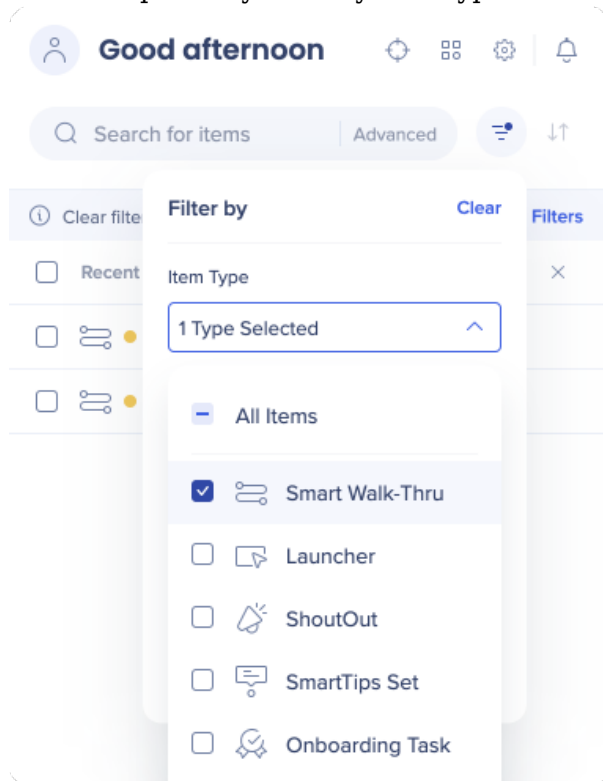 Good afternoon
Search for items
Advanced
Clear filte
Filter by
Clear
Filters
Recent
Item Type
1 Type Selected
All Items
Smart Walk-Thru
Launcher
ShoutOut
SmartTips Set
Onboarding Task